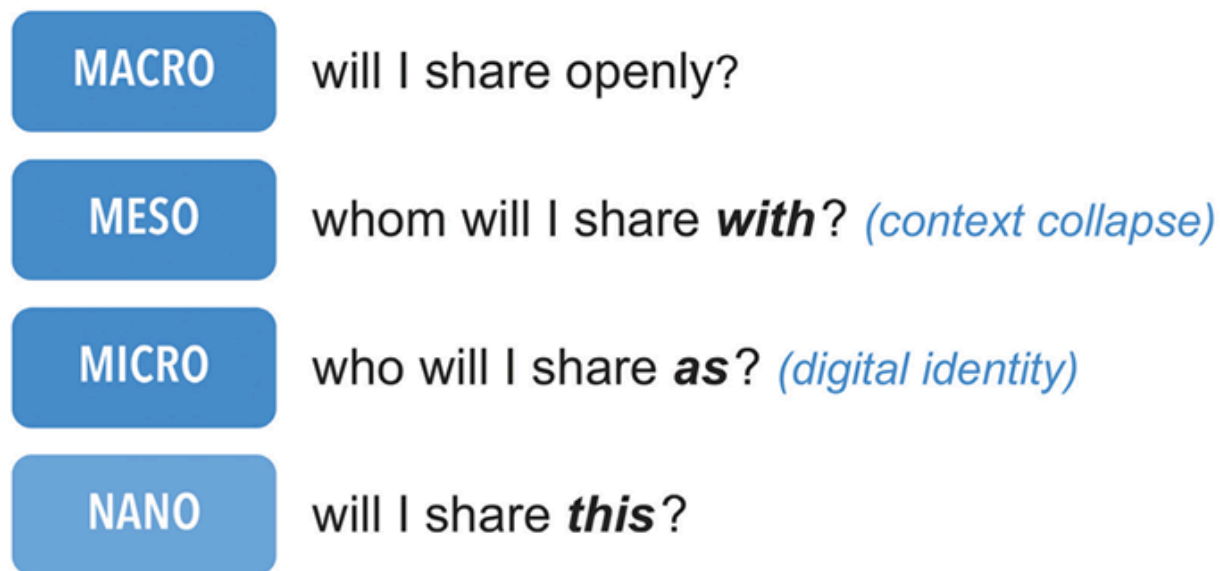 MACRO will I share openly?
MESO whom will I share with? (context collapse)
MICRO who will I share as? (digital identity)
NANO will I share this?